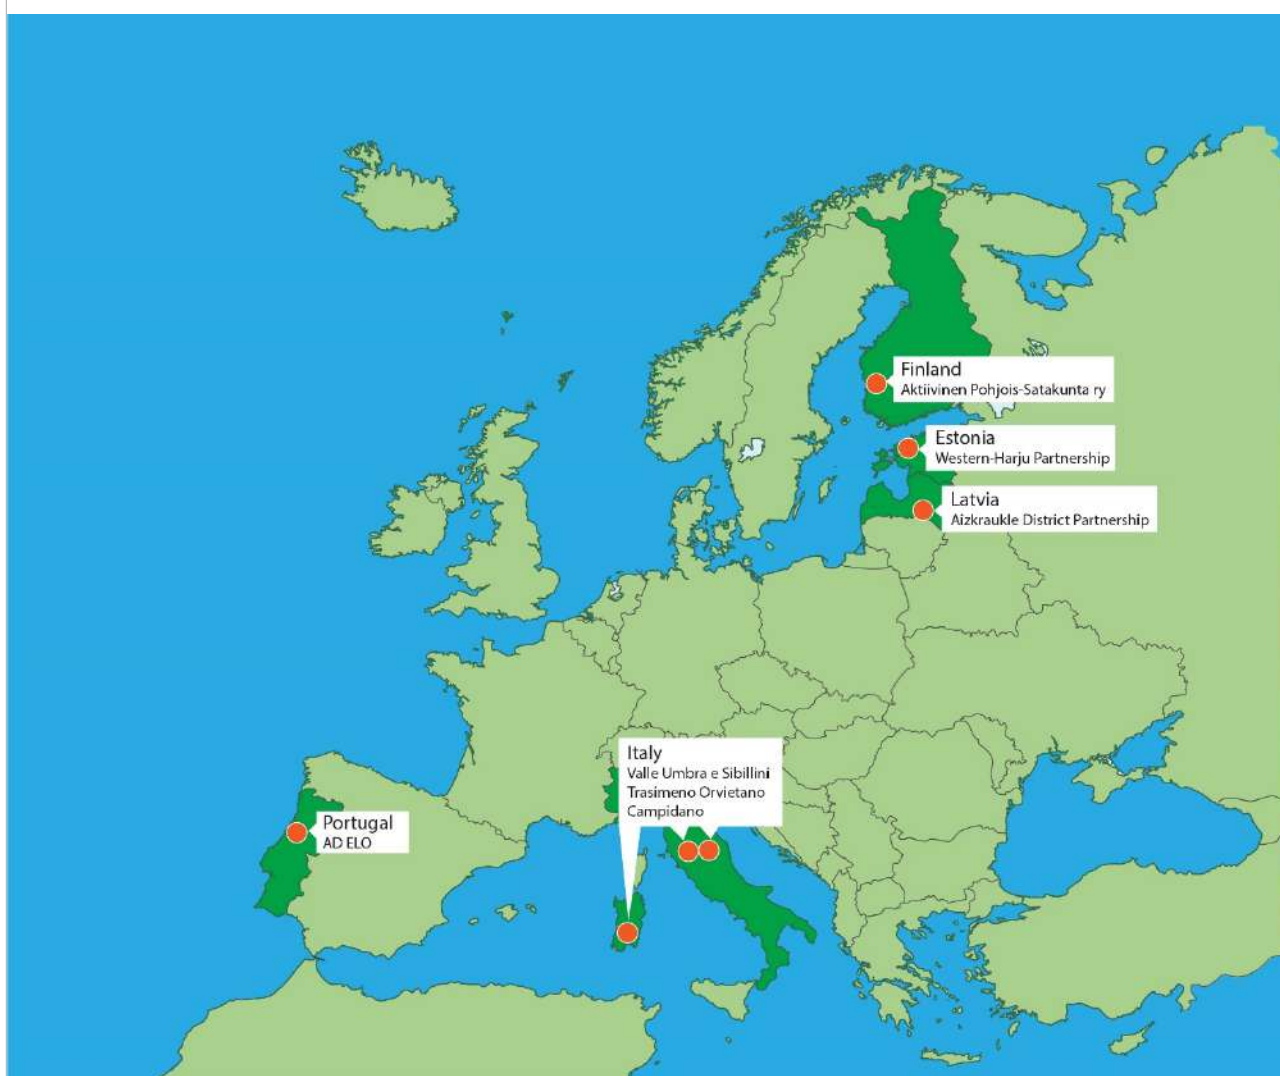 Finland
Aktiivinen Pohjois-Satakunta ry
Estonia
Western-Harju Partnership
Latvia
Aizkraukle District Partnership
Italy
Valle Umbra e Sibillini
Trasimeno Orvietano
Campidano
Portugal
AD ELO